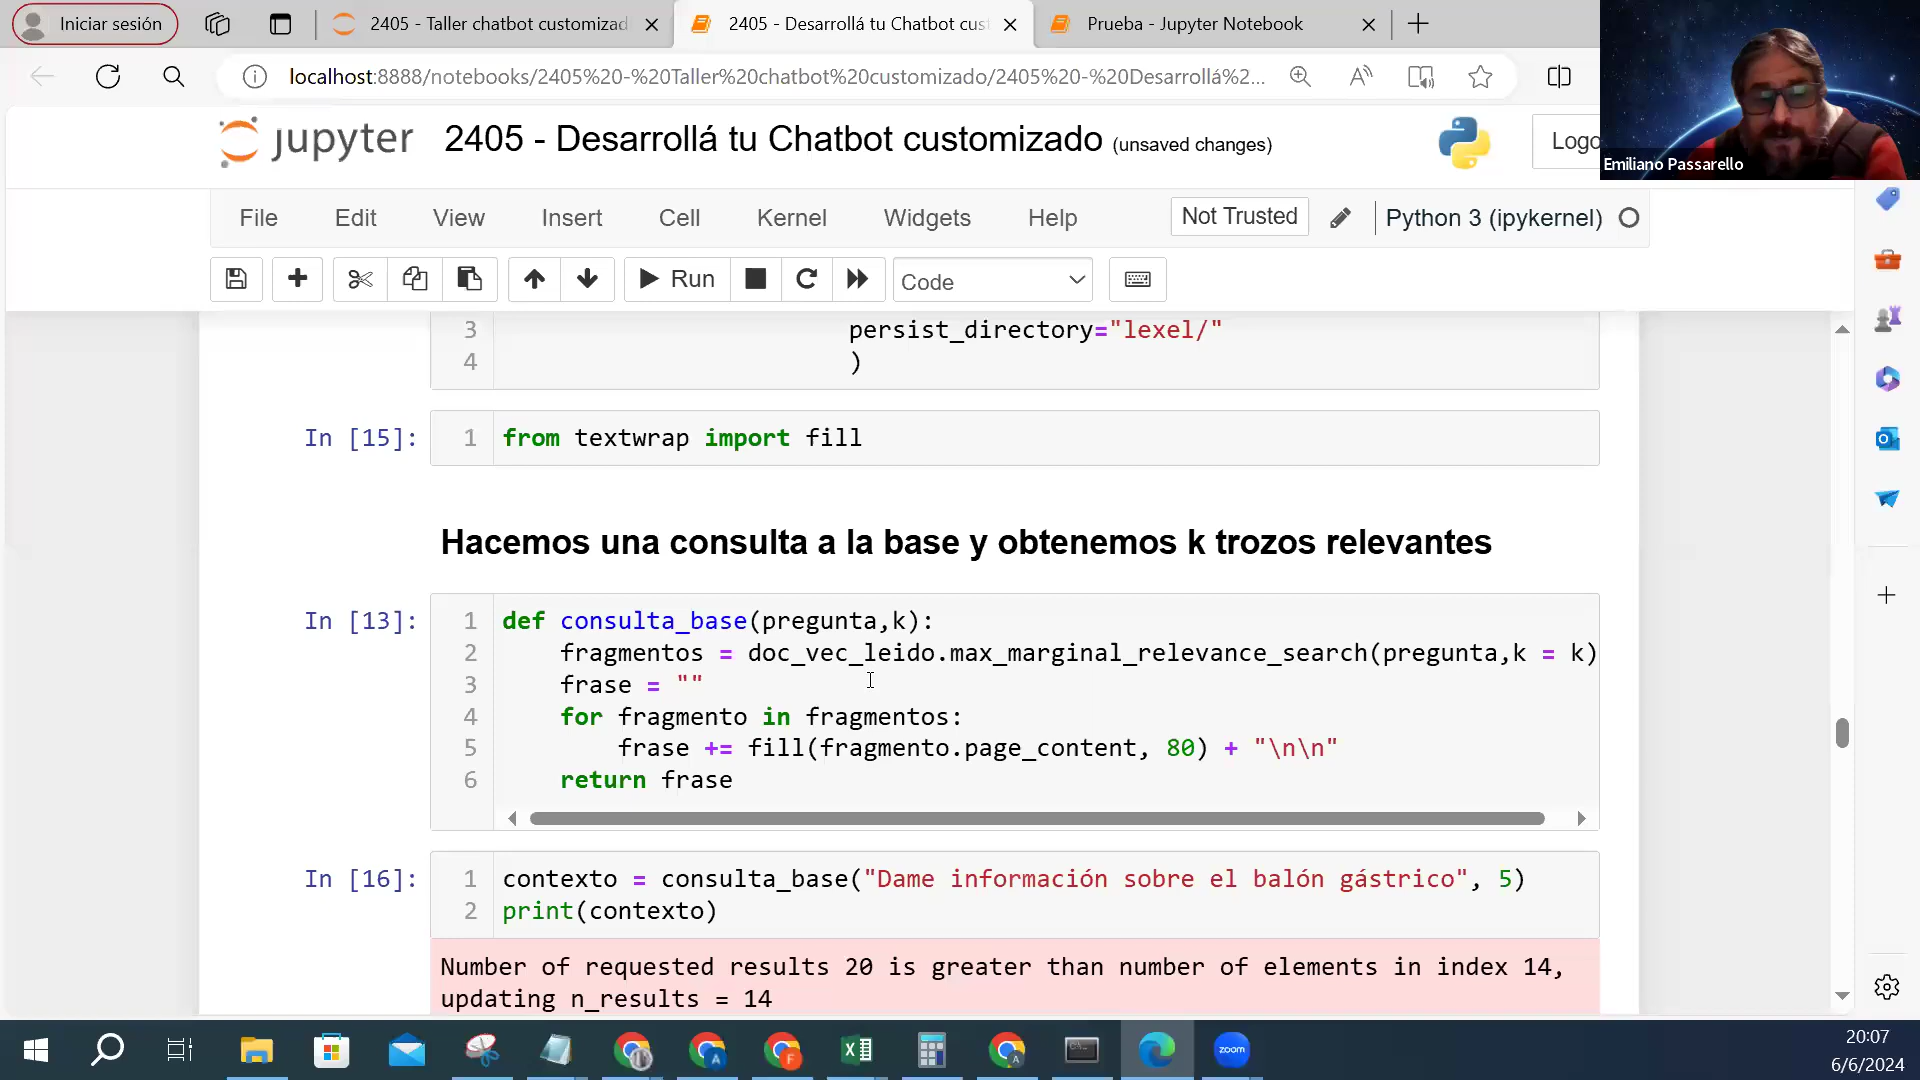 Iniciar sesión
2405 - Taller chatbot customizad
2405 - Desarrollá tu Chatbot cus
Prueba - Jupyter Notebook
localhost:8888/notebooks/2405%20-%20Taller%20chatbot%20customizado/2405%20-%20Desarrollá%2...
Emiliano Passarello
jupyter
2405 - Desarrollá tu Chatbot customizado (unsaved changes)
Logo
File Edit View Insert Cell Kernel Widgets Help
Not Trusted
Python 3 (ipykernel)
Run
Code
3 persist_directory="lexel/"
4 )
In [15]: 1 from textwrap import fill
Hacemos una consulta a la base y obtenemos k trozos relevantes
In [13]: 1 def consulta_base(pregunta,k):
2 fragmentos = doc_vec_leido.max_marginal_relevance_search(pregunta,k = k)
3 frase = ""
4 for fragmento in fragmentos:
5 frase += fill(fragmento.page_content, 80) + "\n\n"
6 return frase
In [16]: 1 contexto = consulta_base("Dame información sobre el balón gástrico", 5)
2 print(contexto)
Number of requested results 20 is greater than number of elements in index 14,
updating n_results = 14
zoom
20:07
6/6/2024